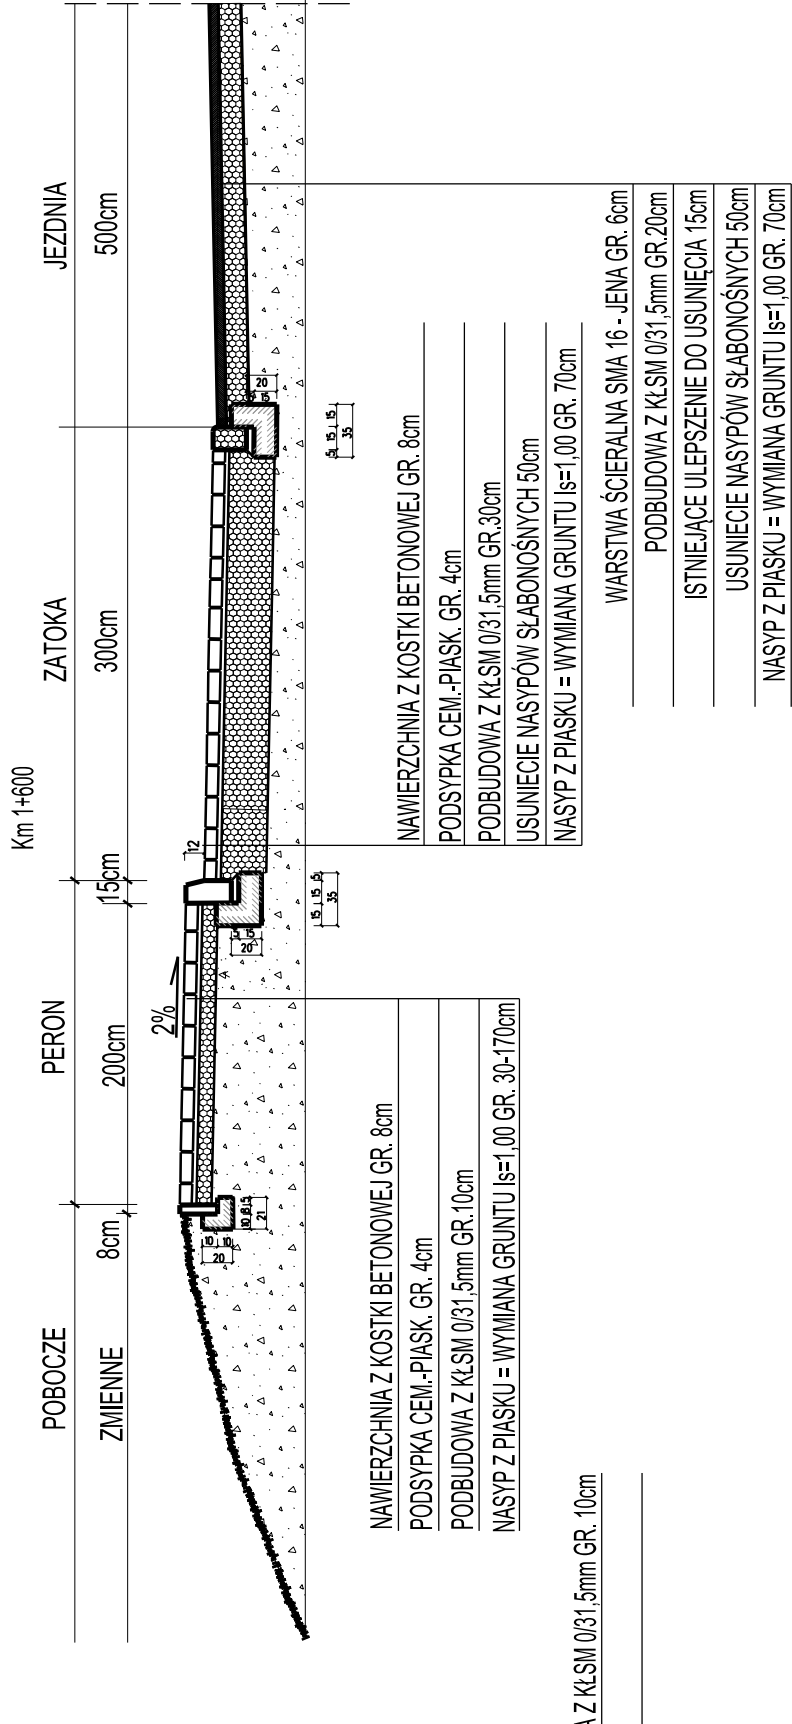 Km 1+600
POBOCZE
PERON
ZATOKA
JEZDNIA
ZMIENNE
8cm
200cm
15cm
300cm
500cm
2%
12
10
10
20
10 8 5
21
5
15
20
15 15 5
35
5 15 15
35
5
15
20
NAWIERZCHNIA Z KOSTKI BETONOWEJ GR. 8cm
PODSYPKA CEM.-PIASK. GR. 4cm
PODBUDOWA Z KŁSM 0/31,5mm GR.10cm
NASYP Z PIASKU = WYMIANA GRUNTU Is=1,00 GR. 30-170cm
NAWIERZCHNIA Z KOSTKI BETONOWEJ GR. 8cm
PODSYPKA CEM.-PIASK. GR. 4cm
PODBUDOWA Z KŁSM 0/31,5mm GR.30cm
USUNIECIE NASYPÓW SŁABONOŚNYCH 50cm
NASYP Z PIASKU = WYMIANA GRUNTU Is=1,00 GR. 70cm
WARSTWA ŚCIERALNA SMA 16 - JENA GR. 6cm
PODBUDOWA Z KŁSM 0/31,5mm GR.20cm
ISTNIEJĄCE ULEPSZENIE DO USUNIĘCIA 15cm
USUNIECIE NASYPÓW SŁABONOŚNYCH 50cm
NASYP Z PIASKU = WYMIANA GRUNTU Is=1,00 GR. 70cm
A Z KŁSM 0/31,5mm GR. 10cm